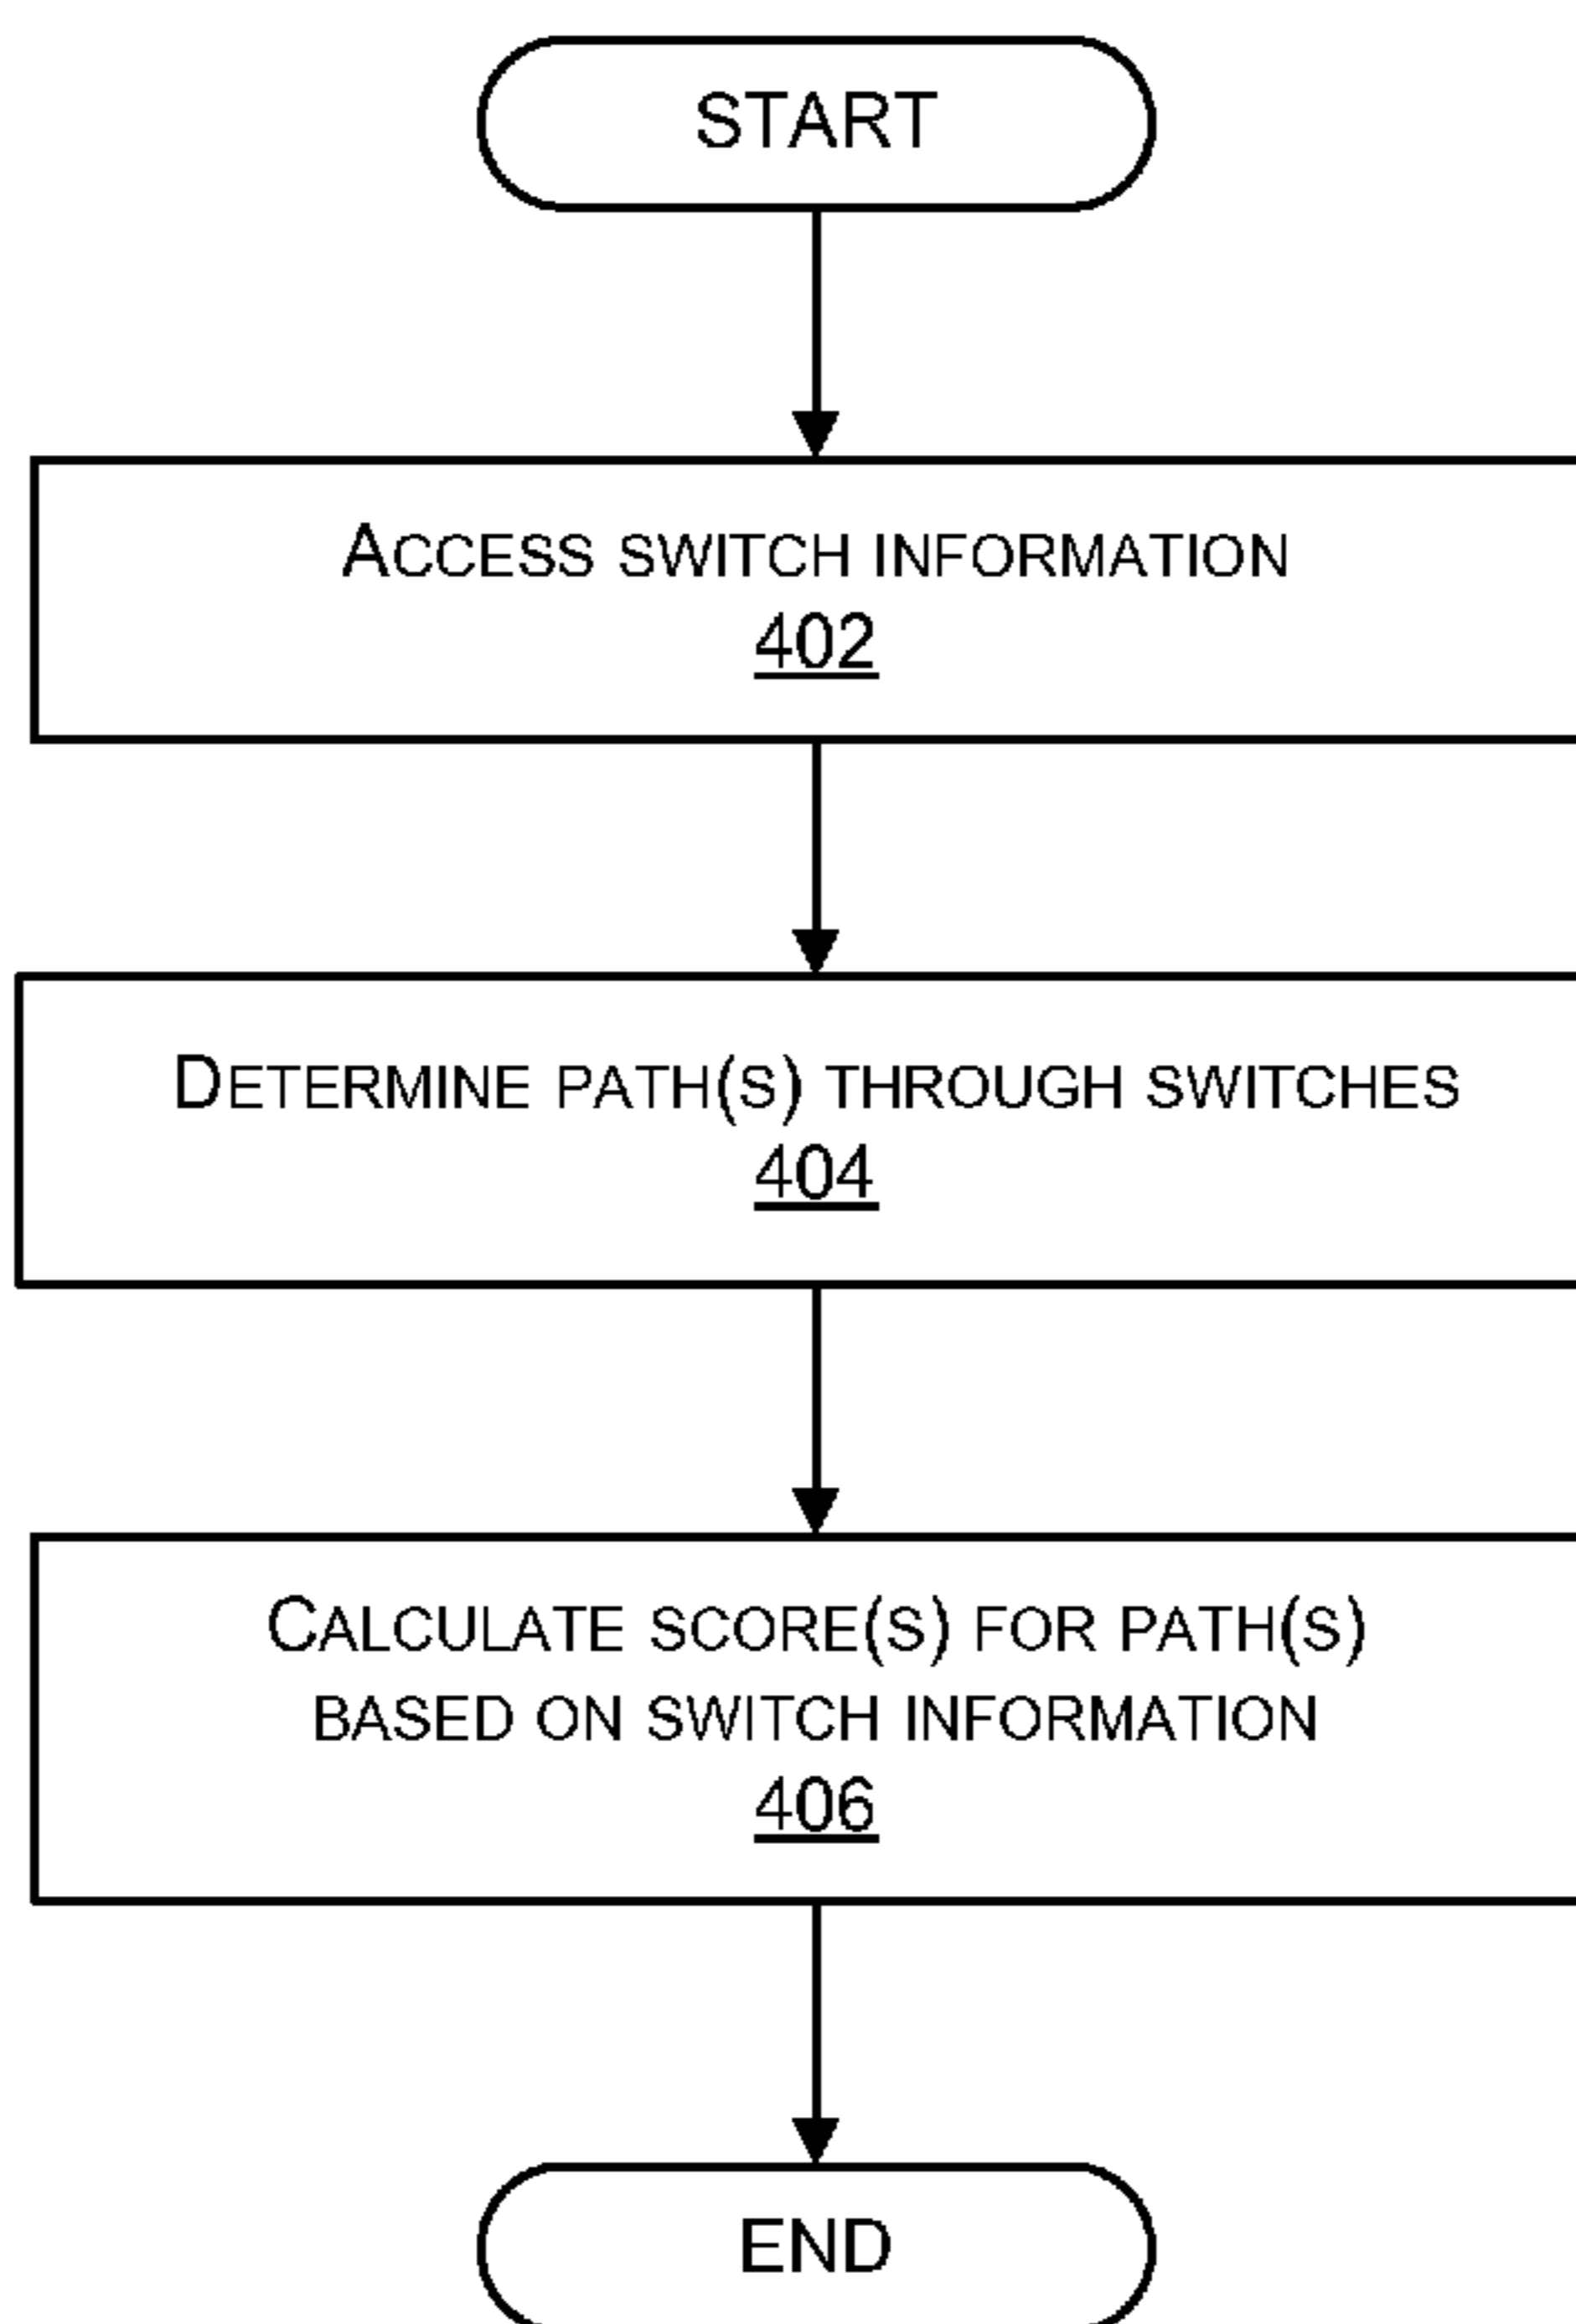 START
ACCESS SWITCH INFORMATION
402
DETERMINE PATH(S) THROUGH SWITCHES
404
CALCULATE SCORE(S) FOR PATH(S)
BASED ON SWITCH INFORMATION
406
END